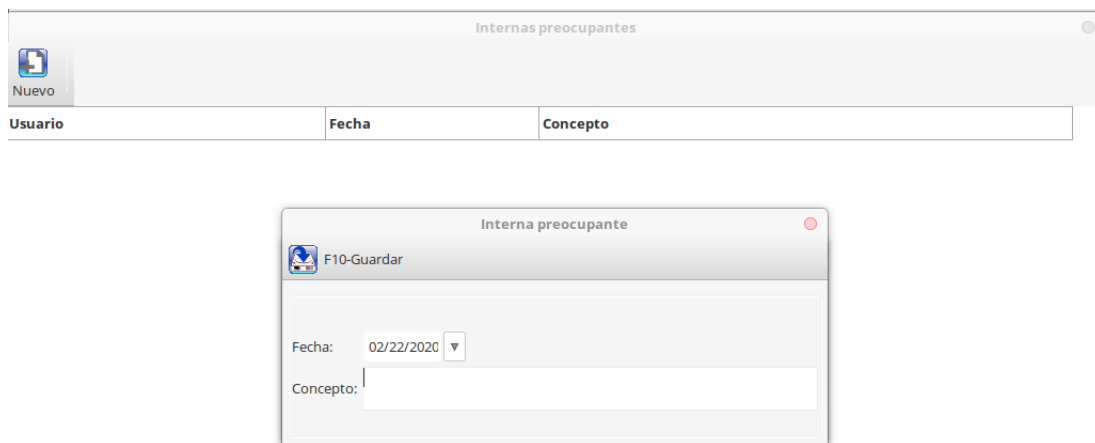 Internas preocupantes
Nuevo
Usuario Fecha Concepto
Interna preocupante
F10-Guardar
Fecha: 02/22/2020
Concepto: